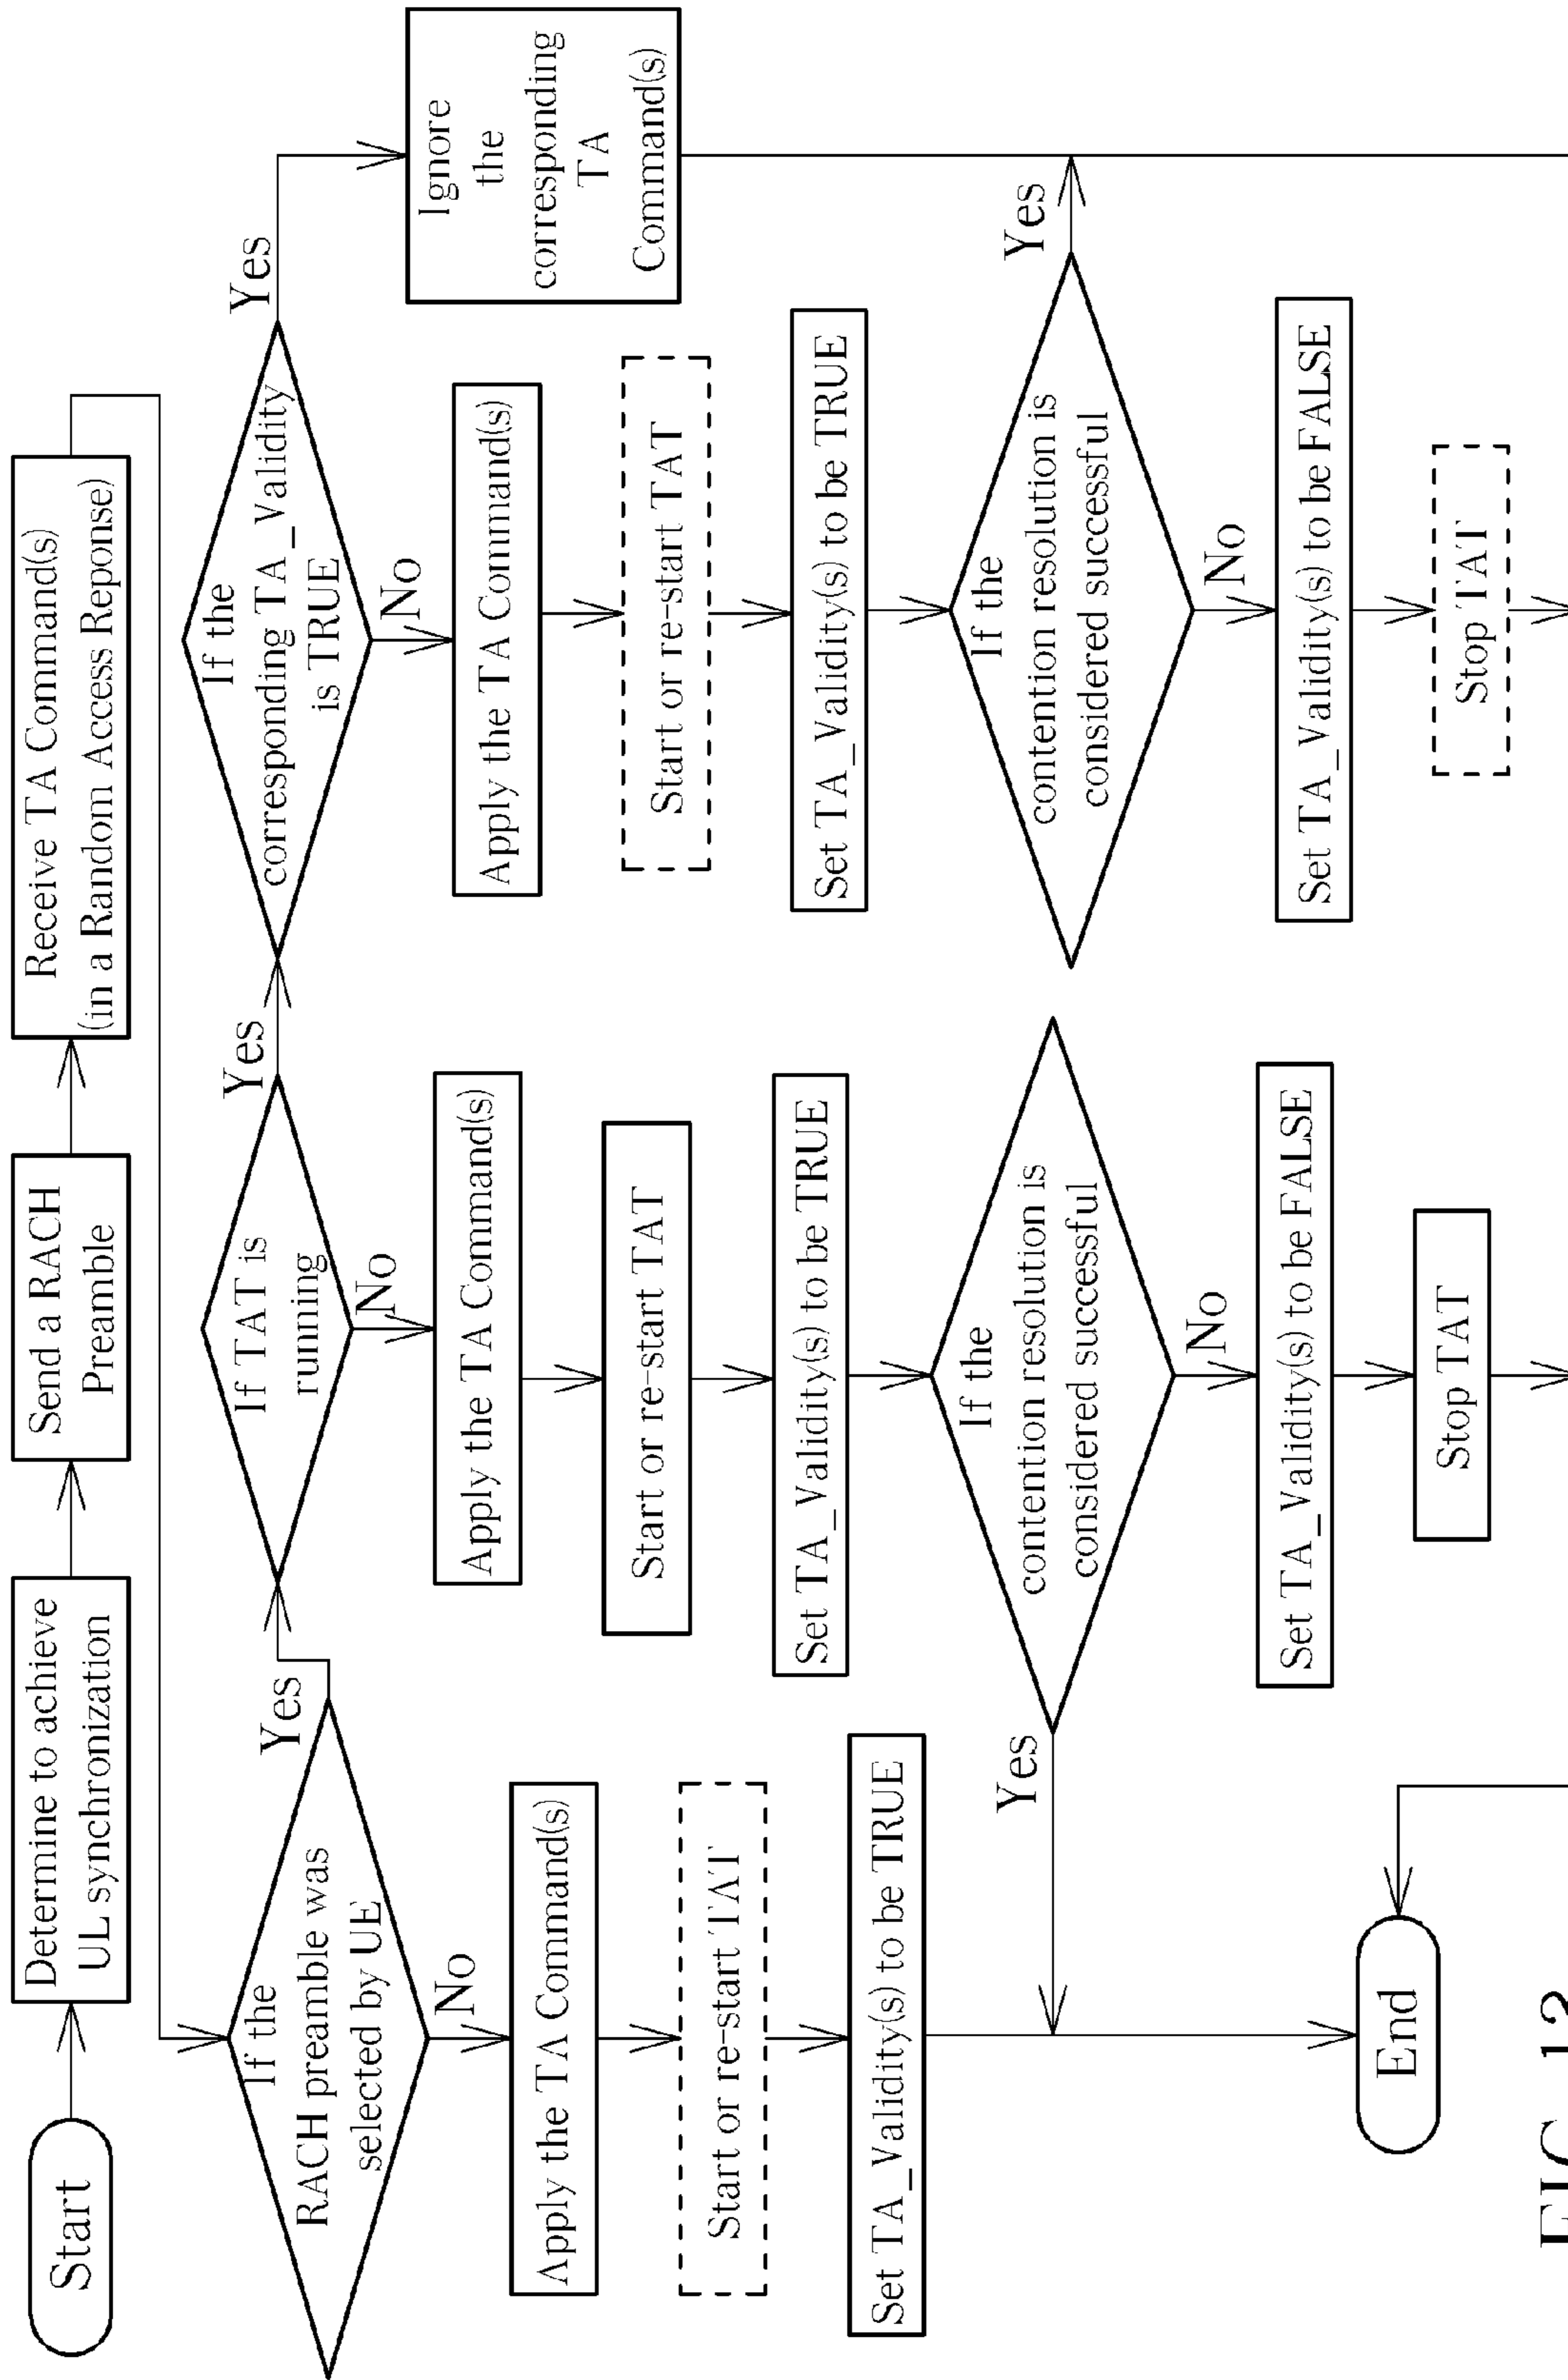 Start
Determine to achieve
UL synchronization
Send a RACH
Preamble
Receive TA Command(s)
(in a Random Access Reponse)
If the
RACH preamble was
selected by UE
Yes
No
If TAT is
running
Yes
No
If the
corresponding TA_Validity
is TRUE
Yes
No
Ignore
the
corresponding
TA
Command(s)
Apply the TA Command(s)
Start or re-start TAT
Set TA_Validity(s) to be TRUE
Apply the TA Command(s)
Start or re-start TAT
Set TA_Validity(s) to be TRUE
If the
contention resolution is
considered successful
Yes
No
Set TA_Validity(s) to be FALSE
Stop TAT
Apply the TA Command(s)
Start or re-start TAT
Set TA_Validity(s) to be TRUE
If the
contention resolution is
considered successful
Yes
No
Set TA_Validity(s) to be FALSE
Stop TAT
End
FIG. 13